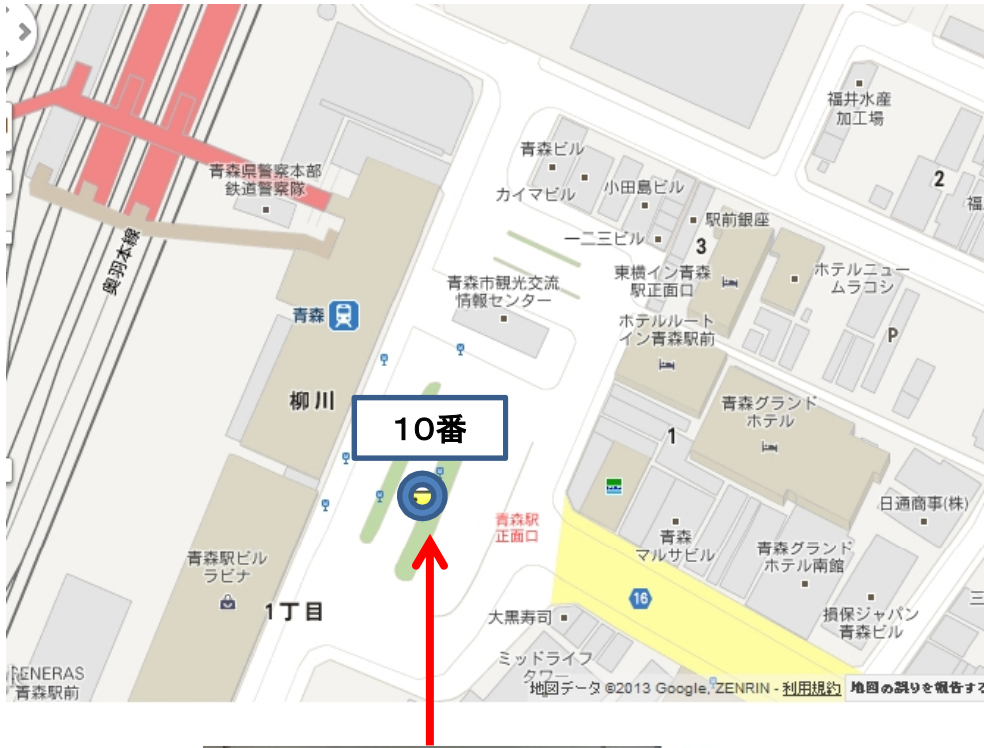 福井水産
加工場
青森ビル
2
青森県警察本部
鉄道警察隊
カイマビル
小田島ビル
福
駅前銀座
一二三ビル
3
奥羽本線
東横イン青森
駅正面口
ホテルニュー
ムラコシ
青森市観光交流
情報センター
青森
ホテルルート
イン青森駅前
P
柳川
青森グランド
ホテル
10番
1
日通商事(株)
青森駅
正面口
青森
マルサビル
青森グランド
ホテル南館
青森駅ビル
ラビナ
16
三
1丁目
大黒寿司
損保ジャパン
青森ビル
ミッドライフ
タワー
ENERAS
青森駅前
地図データ ©2013 Google, ZENRIN - 利用規約
地図の誤りを報告する